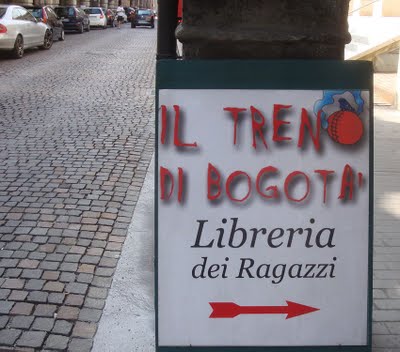 IL TRENO
DI BOGOTA'
Libreria
dei Ragazzi